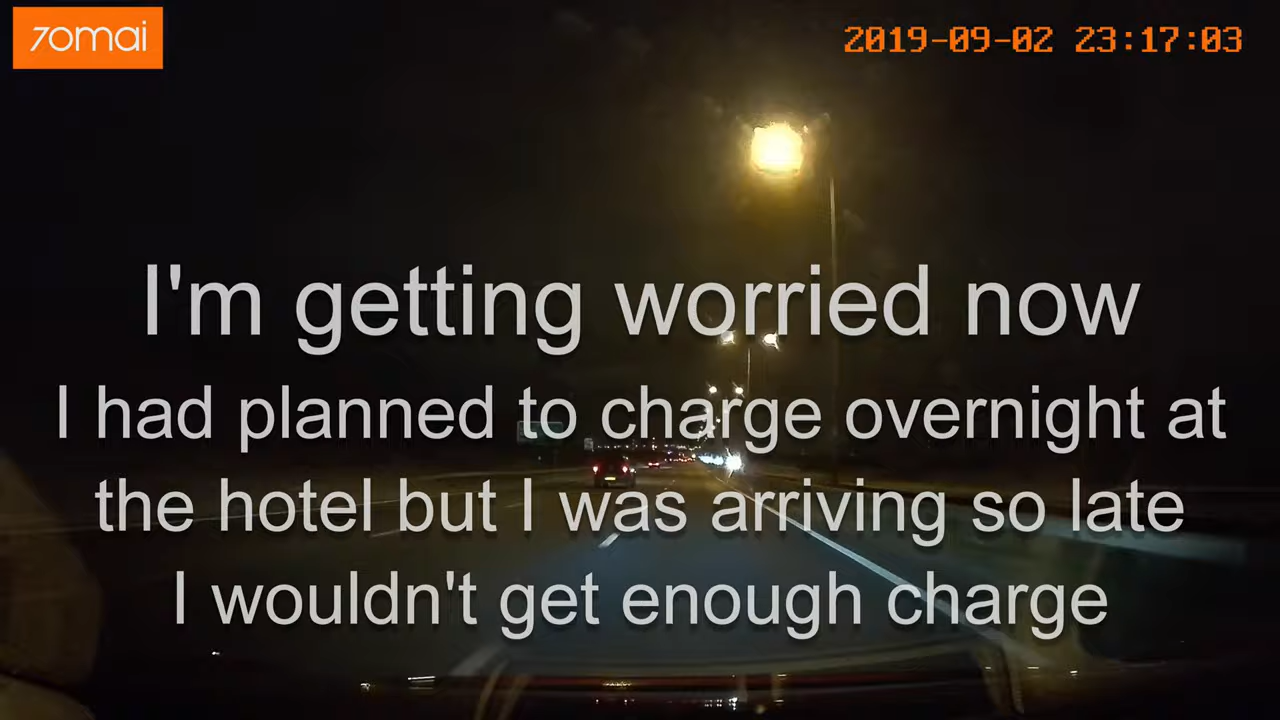 70mai
2019-09-02 23:17:03
I'm getting worried now
I had planned to charge overnight at
the hotel but I was arriving so late
I wouldn't get enough charge